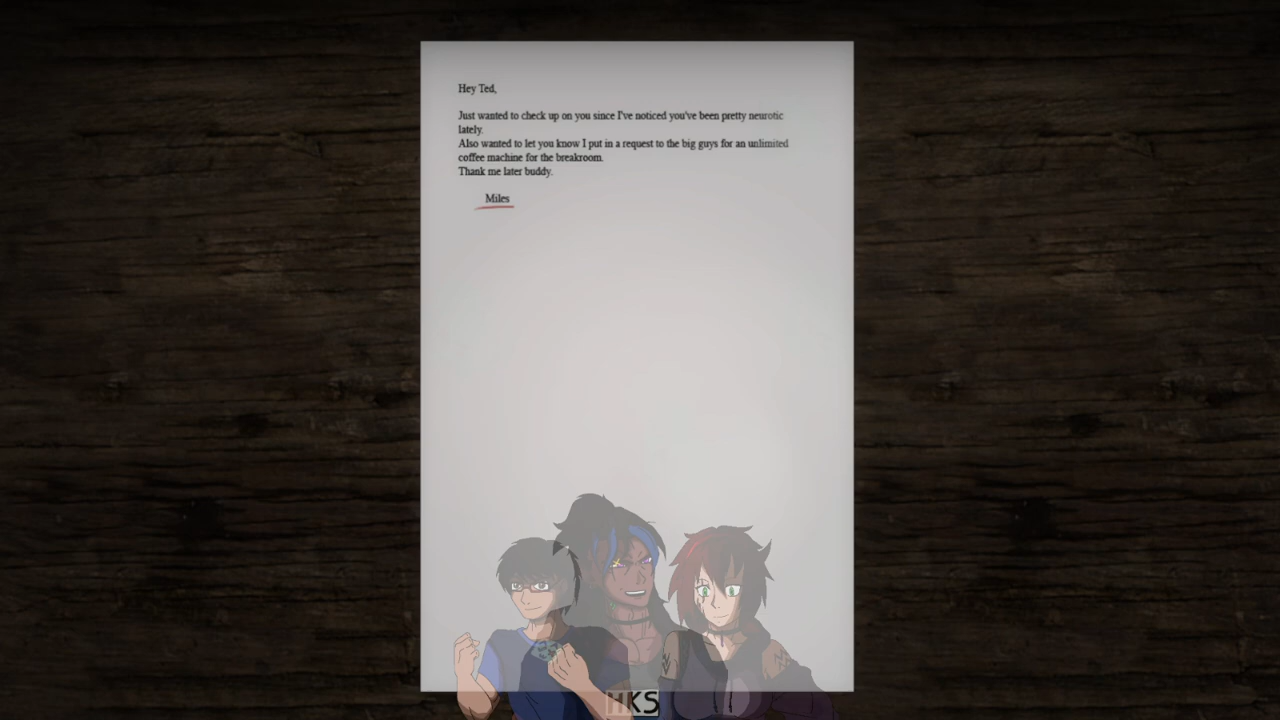 Hey Ted,
Just wanted to check up on you since I've noticed you've been pretty neurotic
lately.
Also wanted to let you know I put in a request to the big guys for an unlimited
coffee machine for the breakroom.
Thank me later buddy.
Miles
HKS